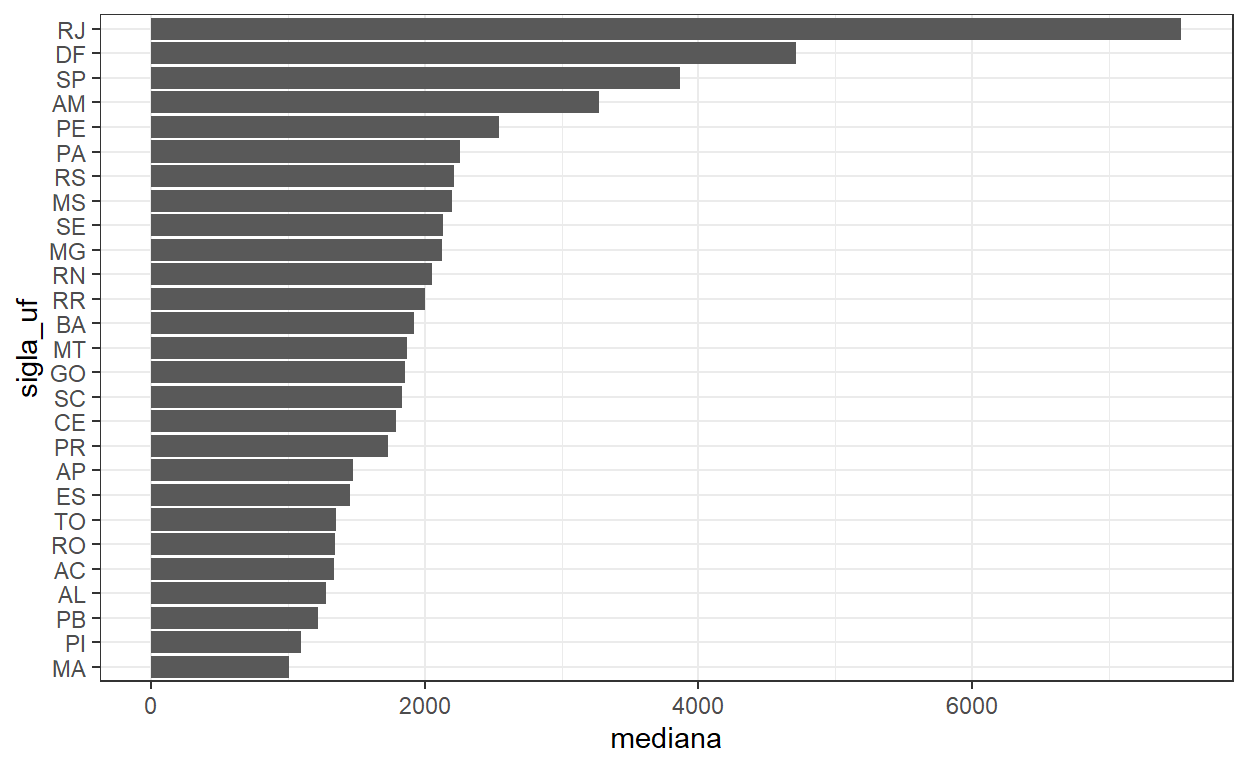 RJ
DF
SP
AM
PE
PA
RS
MS
SE
MG
RN
RR
BA
MT
GO
SC
CE
PR
AP
ES
TO
RO
AC
AL
PB
PI
MA
sigla_uf
0 2000 4000 6000
mediana